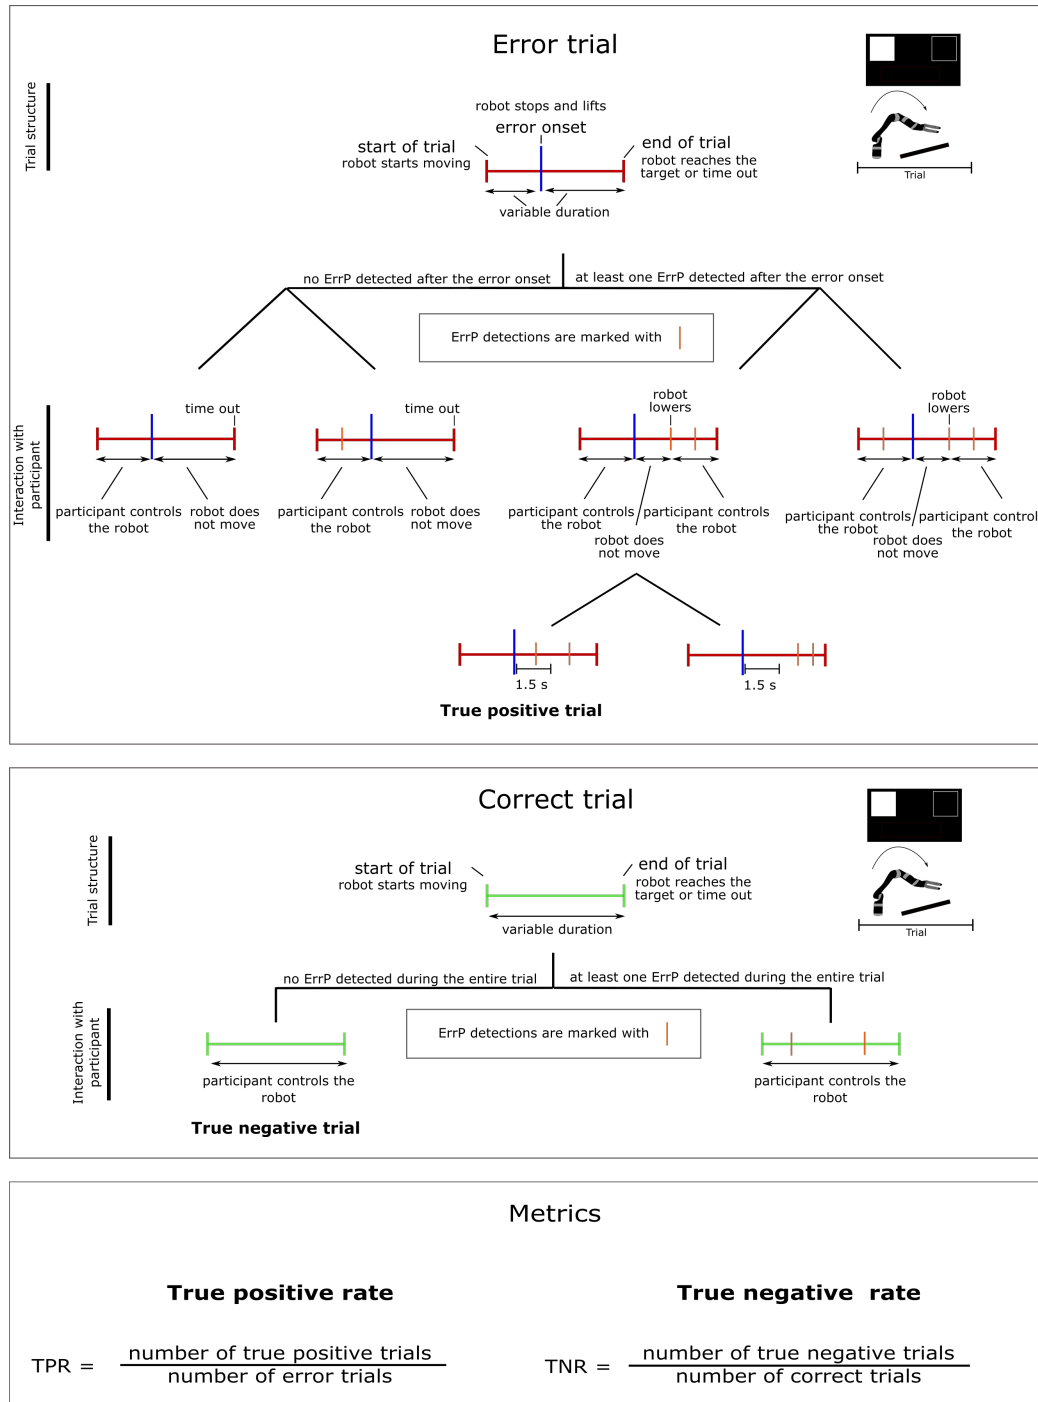 Error trial
Trial structure
robot stops and lifts
error onset
start of trial
robot starts moving
end of trial
robot reaches the
target or time out
variable duration
Trial
no ErrP detected after the error onset
at least one ErrP detected after the error onset
ErrP detections are marked with
Interaction with
participant
time out
participant controls
the robot
robot does
not move
time out
participant controls
the robot
robot does
not move
robot
lowers
participant controls
the robot
robot does
not move
participant controls
the robot
robot
lowers
participant controls
the robot
robot does
not move
participant control
the robot
1.5 s
1.5 s
True positive trial
Correct trial
Trial structure
start of trial
robot starts moving
end of trial
robot reaches the
target or time out
variable duration
Trial
no ErrP detected during the entire trial
at least one ErrP detected during the entire trial
ErrP detections are marked with
Interaction with
participant
participant controls the
robot
participant controls the
robot
True negative trial
Metrics
True positive rate
True negative rate
TPR = number of true positive trials
number of error trials
TNR = number of true negative trials
number of correct trials